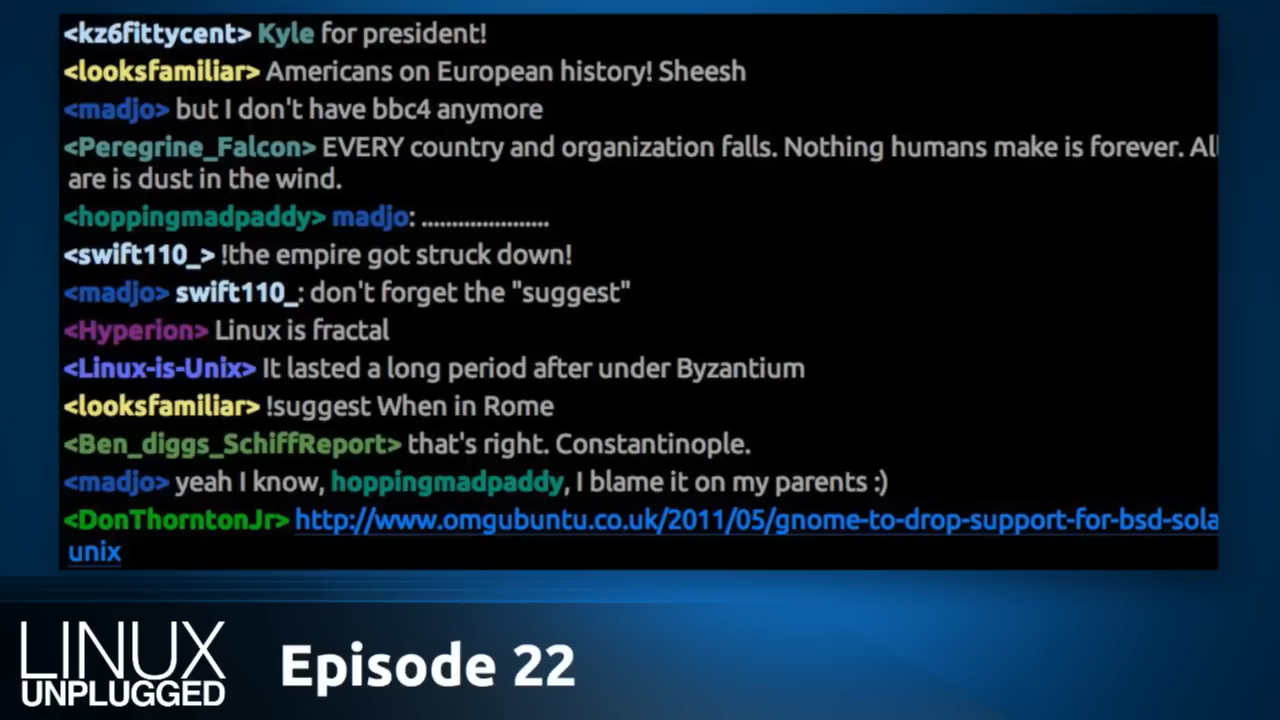 <kz6fittycent> Kyle for president!
<looksfamiliar> Americans on European history! Sheesh
<madjo> but I don't have bbc4 anymore
<Peregrine_Falcon> EVERY country and organization falls. Nothing humans make is forever. All
are is dust in the wind.
<hoppingmadpaddy> madjo: .....................
<swift110_> !the empire got struck down!
<madjo> swift110_: don't forget the "suggest"
<Hyperion> Linux is fractal
<Linux-is-Unix> It lasted a long period after under Byzantium
<looksfamiliar> !suggest When in Rome
<Ben_diggs_SchiffReport> that's right. Constantinople.
<madjo> yeah I know, hoppingmadpaddy, I blame it on my parents :)
<DonThorntonJr> http://www.omgubuntu.co.uk/2011/05/gnome-to-drop-support-for-bsd-sola
unix
LINUX
UNPLUGGED
Episode 22